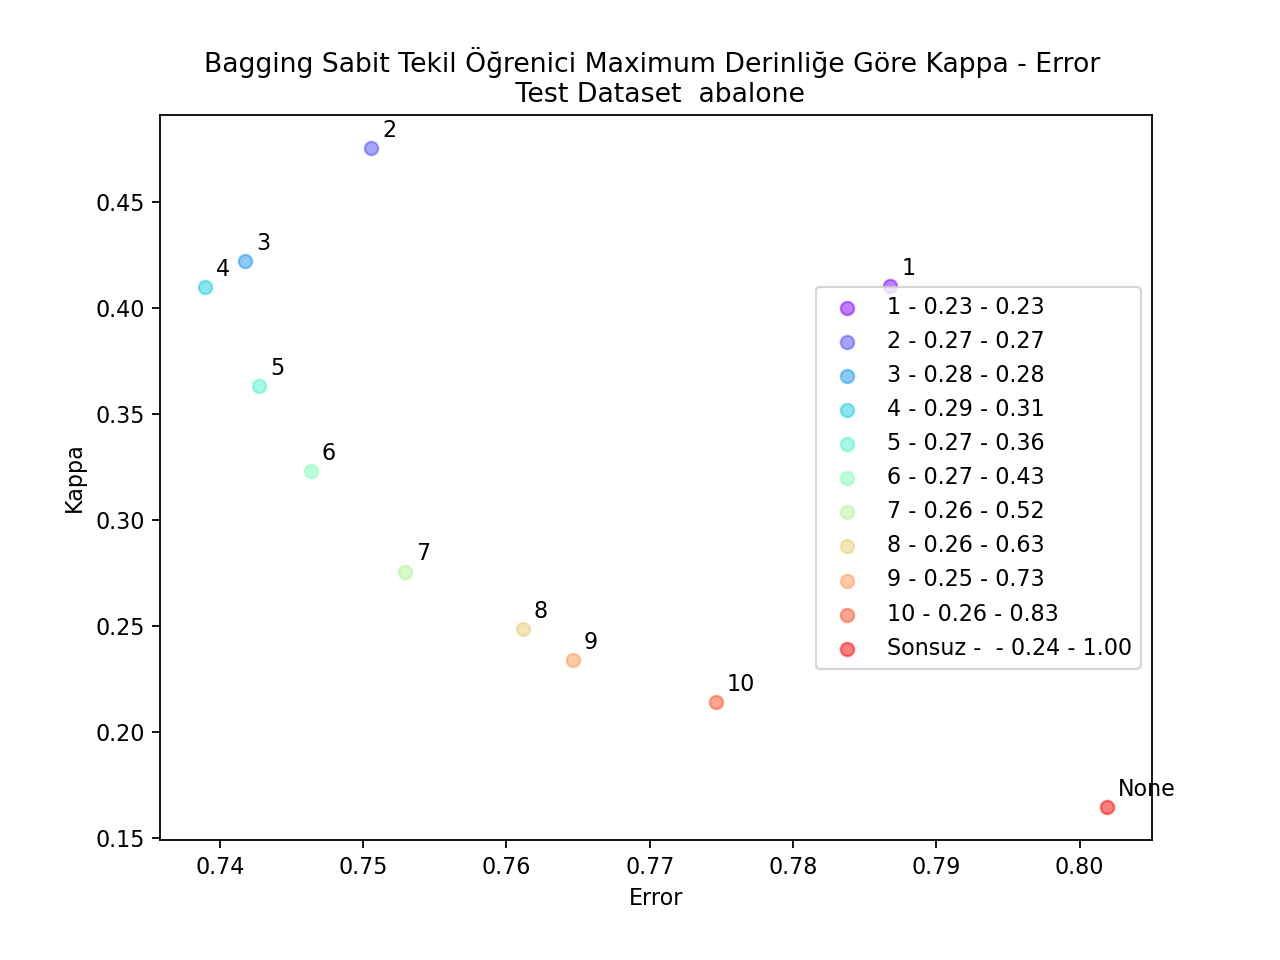 Bagging Sabit Tekil Öğrenici Maximum Derinliğe Göre Kappa - Error
Test Dataset  abalone
Kappa
0.45
0.40
0.35
0.30
0.25
0.20
0.15
2
3
4
1
5
6
7
8
9
10
None
1 - 0.23 - 0.23
2 - 0.27 - 0.27
3 - 0.28 - 0.28
4 - 0.29 - 0.31
5 - 0.27 - 0.36
6 - 0.27 - 0.43
7 - 0.26 - 0.52
8 - 0.26 - 0.63
9 - 0.25 - 0.73
10 - 0.26 - 0.83
Sonsuz -  - 0.24 - 1.00
0.74 0.75 0.76 0.77 0.78 0.79 0.80
Error